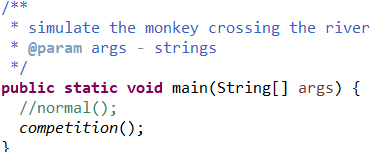 /**
 * simulate the monkey crossing the river
 * @param args - strings
 */
public static void main(String[] args) {
  //normal();
  competition();
}